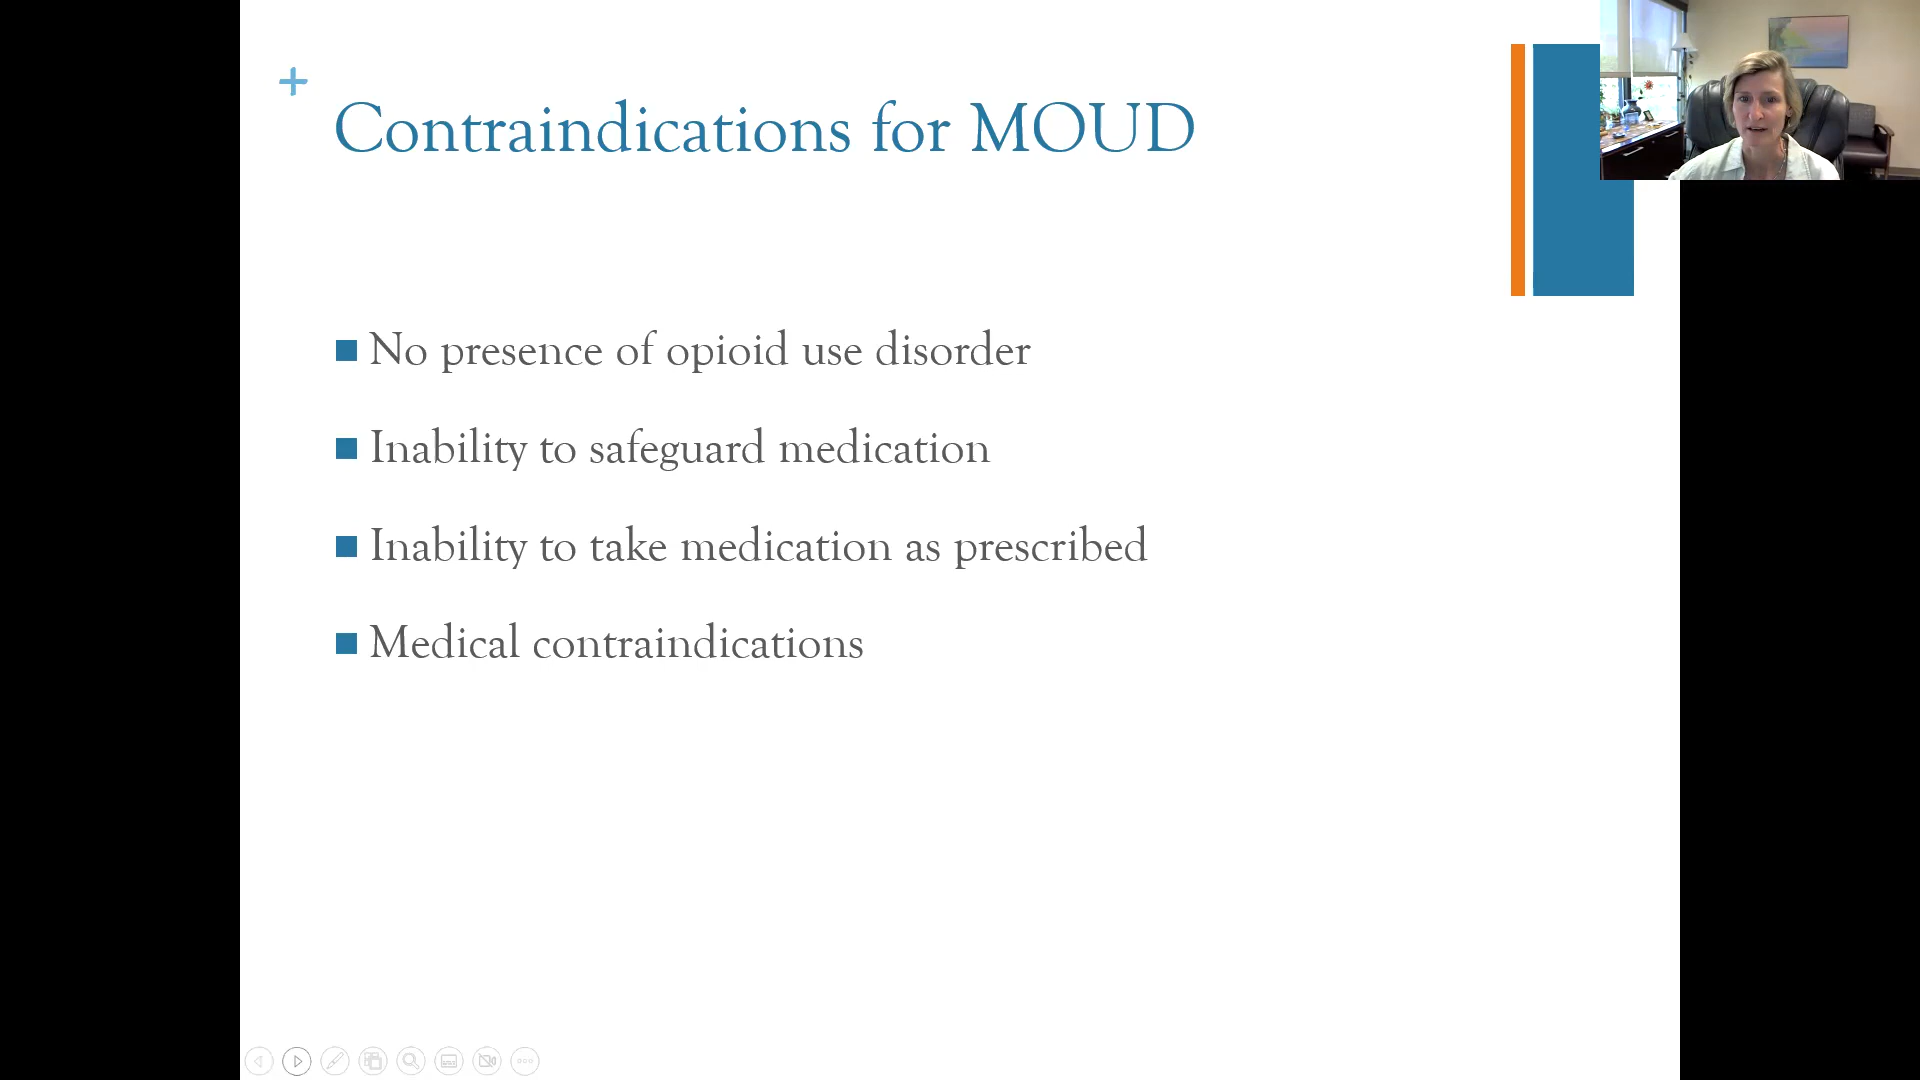 +
Contraindications for MOUD
No presence of opioid use disorder
Inability to safeguard medication
Inability to take medication as prescribed
Medical contraindications